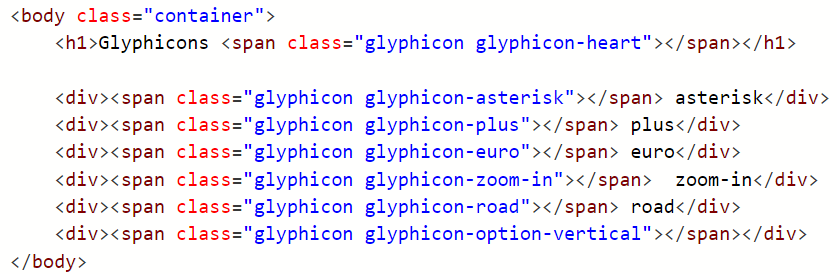 <body class="container">
    <h1>Glyphicons <span class="glyphicon glyphicon-heart"></span></h1>

    <div><span class="glyphicon glyphicon-asterisk"></span> asterisk</div>
    <div><span class="glyphicon glyphicon-plus"></span> plus</div>
    <div><span class="glyphicon glyphicon-euro"></span> euro</div>
    <div><span class="glyphicon glyphicon-zoom-in"></span>  zoom-in</div>
    <div><span class="glyphicon glyphicon-road"></span> road</div>
    <div><span class="glyphicon glyphicon-option-vertical"></span></div>
</body>